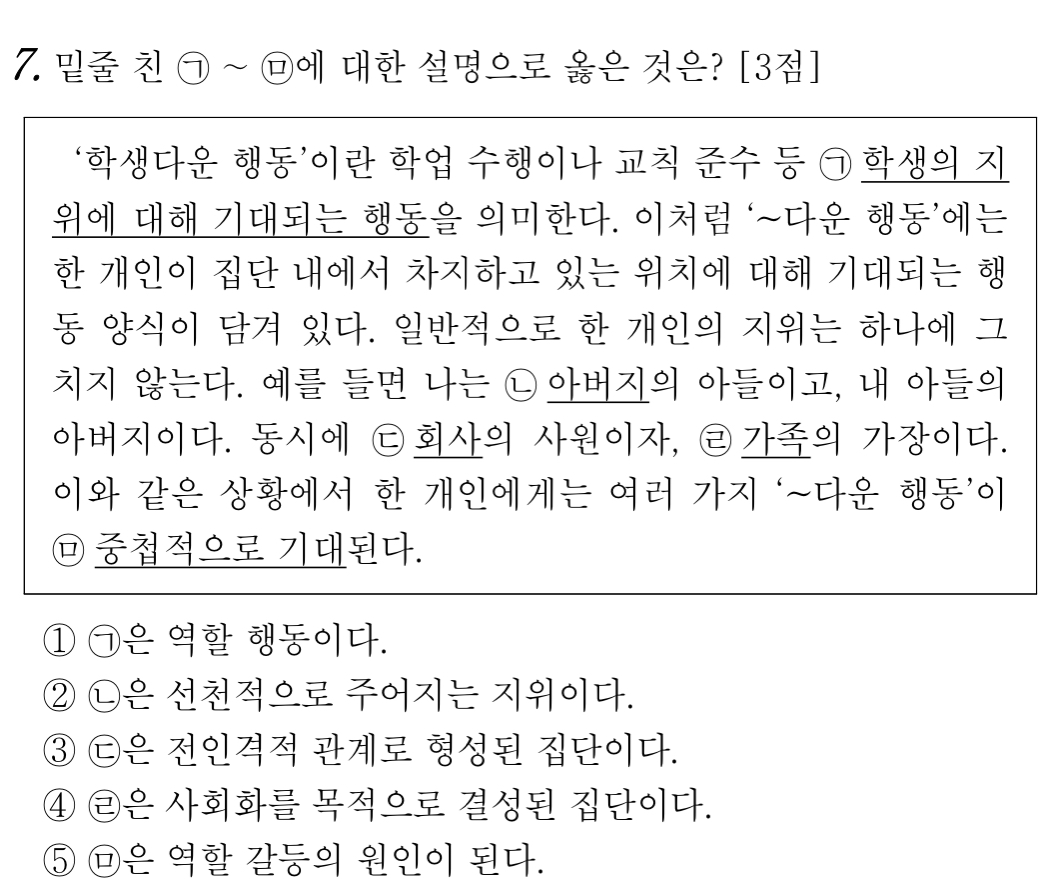 7. 밑줄 친 ㉠ ~ ㉤에 대한 설명으로 옳은 것은? [3점]
‘학생다운 행동’이란 학업 수행이나 교칙 준수 등 ㉠ 학생의 지
위에 대해 기대되는 행동을 의미한다. 이처럼 ‘~다운 행동’에는
한 개인이 집단 내에서 차지하고 있는 위치에 대해 기대되는 행
동 양식이 담겨 있다. 일반적으로 한 개인의 지위는 하나에 그
치지 않는다. 예를 들면 나는 ㉡ 아버지의 아들이고, 내 아들의
아버지이다. 동시에 ㉢ 회사의 사원이자, ㉣ 가족의 가장이다.
이와 같은 상황에서 한 개인에게는 여러 가지 ‘~다운 행동’이
㉤ 중첩적으로 기대된다.
① ㉠은 역할 행동이다.
② ㉡은 선천적으로 주어지는 지위이다.
③ ㉢은 전인격적 관계로 형성된 집단이다.
④ ㉣은 사회화를 목적으로 결성된 집단이다.
⑤ ㉤은 역할 갈등의 원인이 된다.